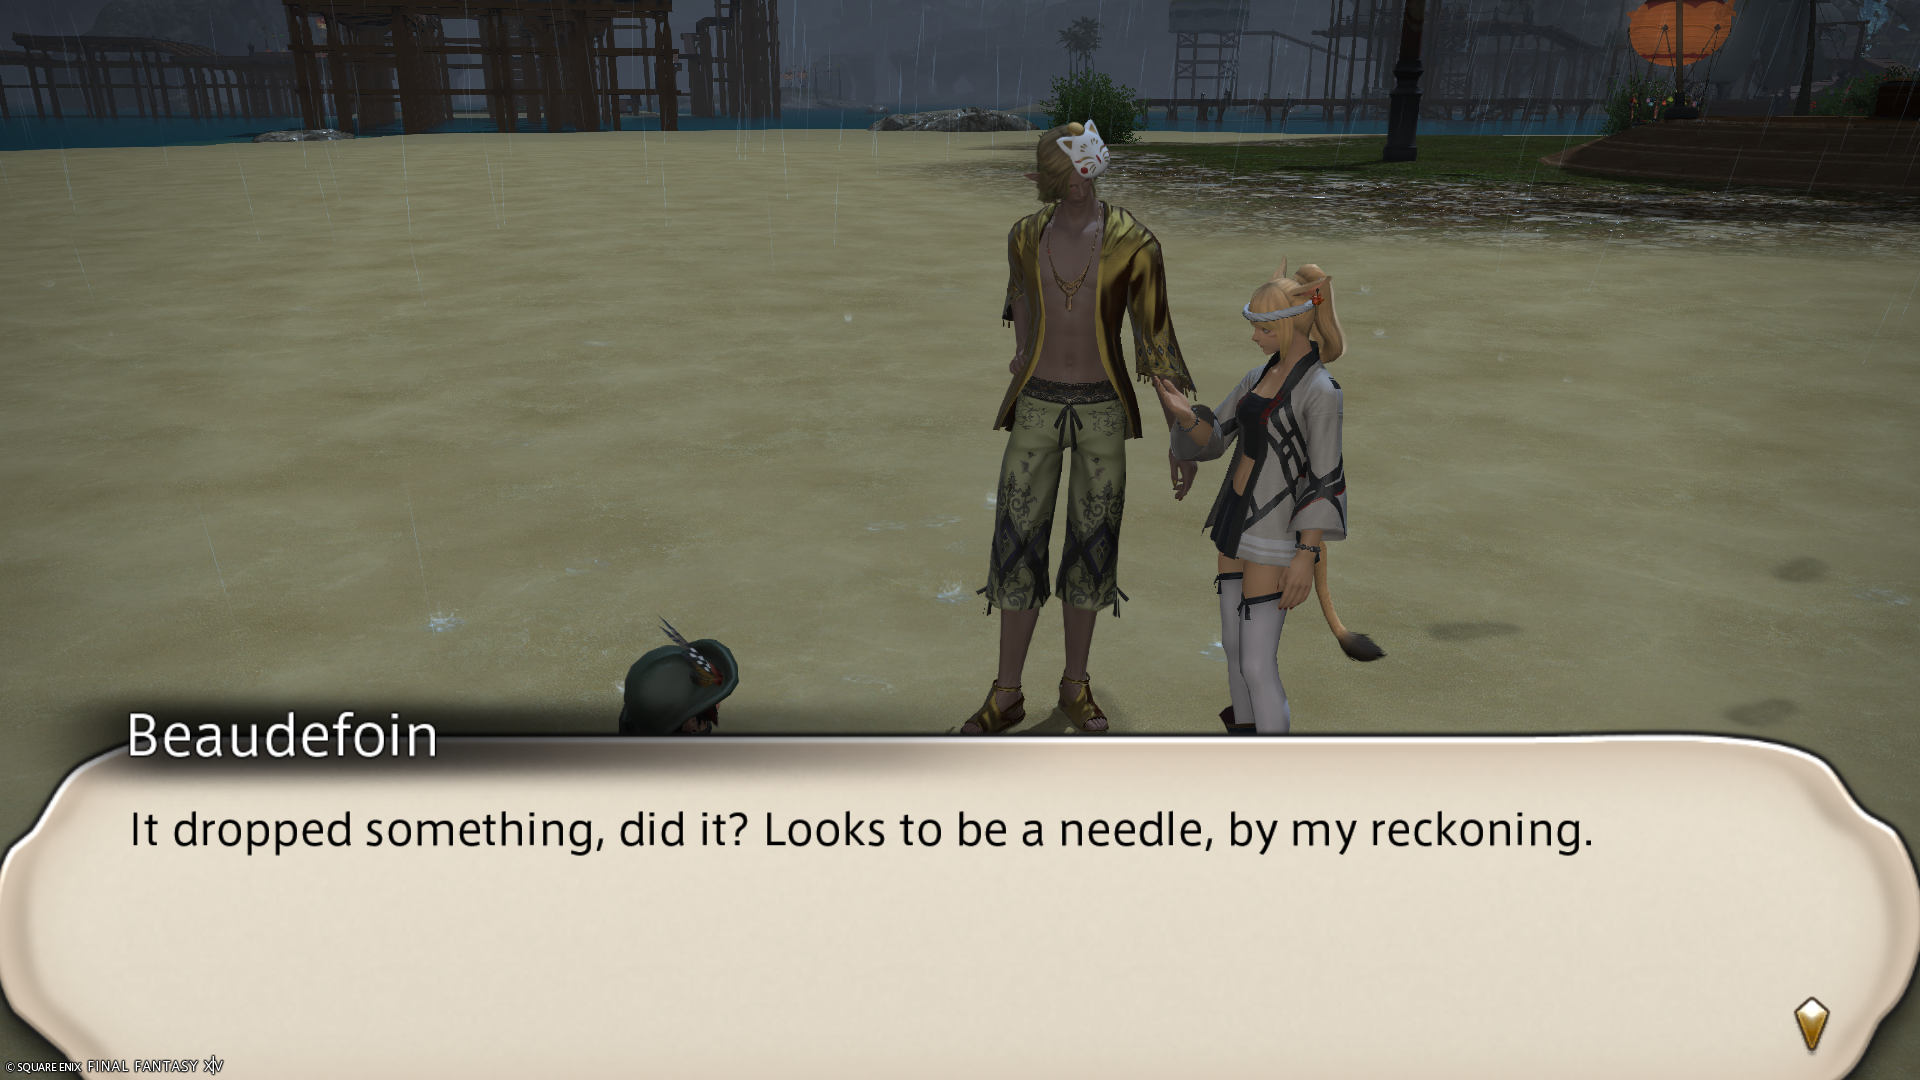 Beaudefoin
It dropped something, did it? Looks to be a needle, by my reckoning.
© SQUARE ENIX FINAL FANTASY XIV